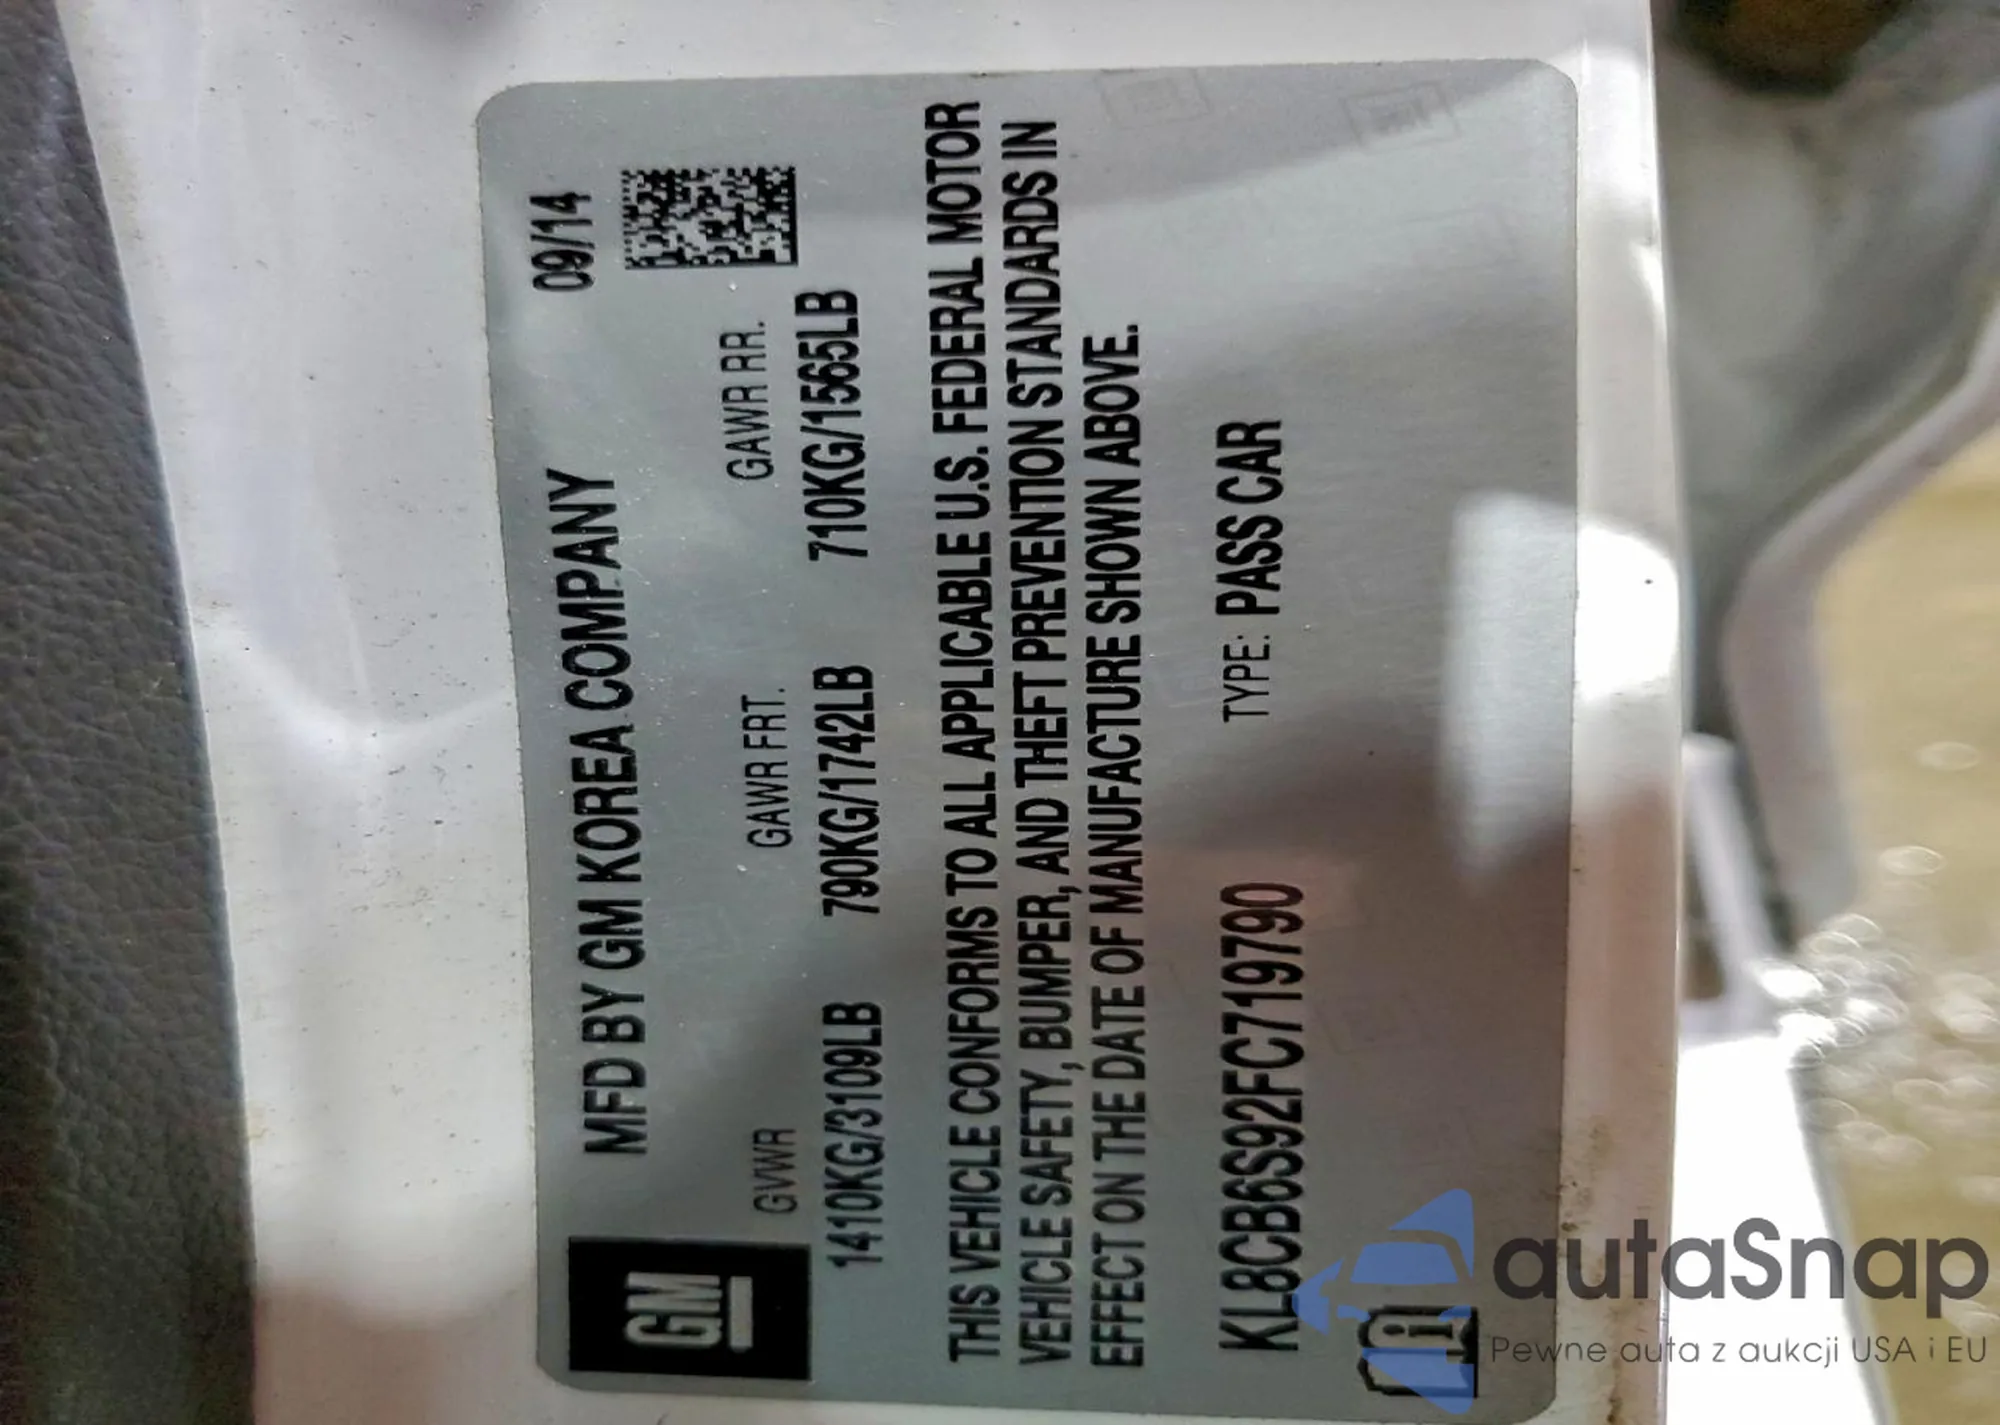 GM
MFD BY GM KOREA COMPANY 09/14
GVWR GAWR FRT. GAWR RR.
1410KG/3109LB 790KG/1742LB 710KG/1565LB
THIS VEHICLE CONFORMS TO ALL APPLICABLE U.S. FEDERAL MOTOR
VEHICLE SAFETY, BUMPER, AND THEFT PREVENTION STANDARDS IN
EFFECT ON THE DATE OF MANUFACTURE SHOWN ABOVE.
KL8CB6S92FC719790 TYPE: PASS CAR
autaSnap
Pewne auta z aukcji USA i EU